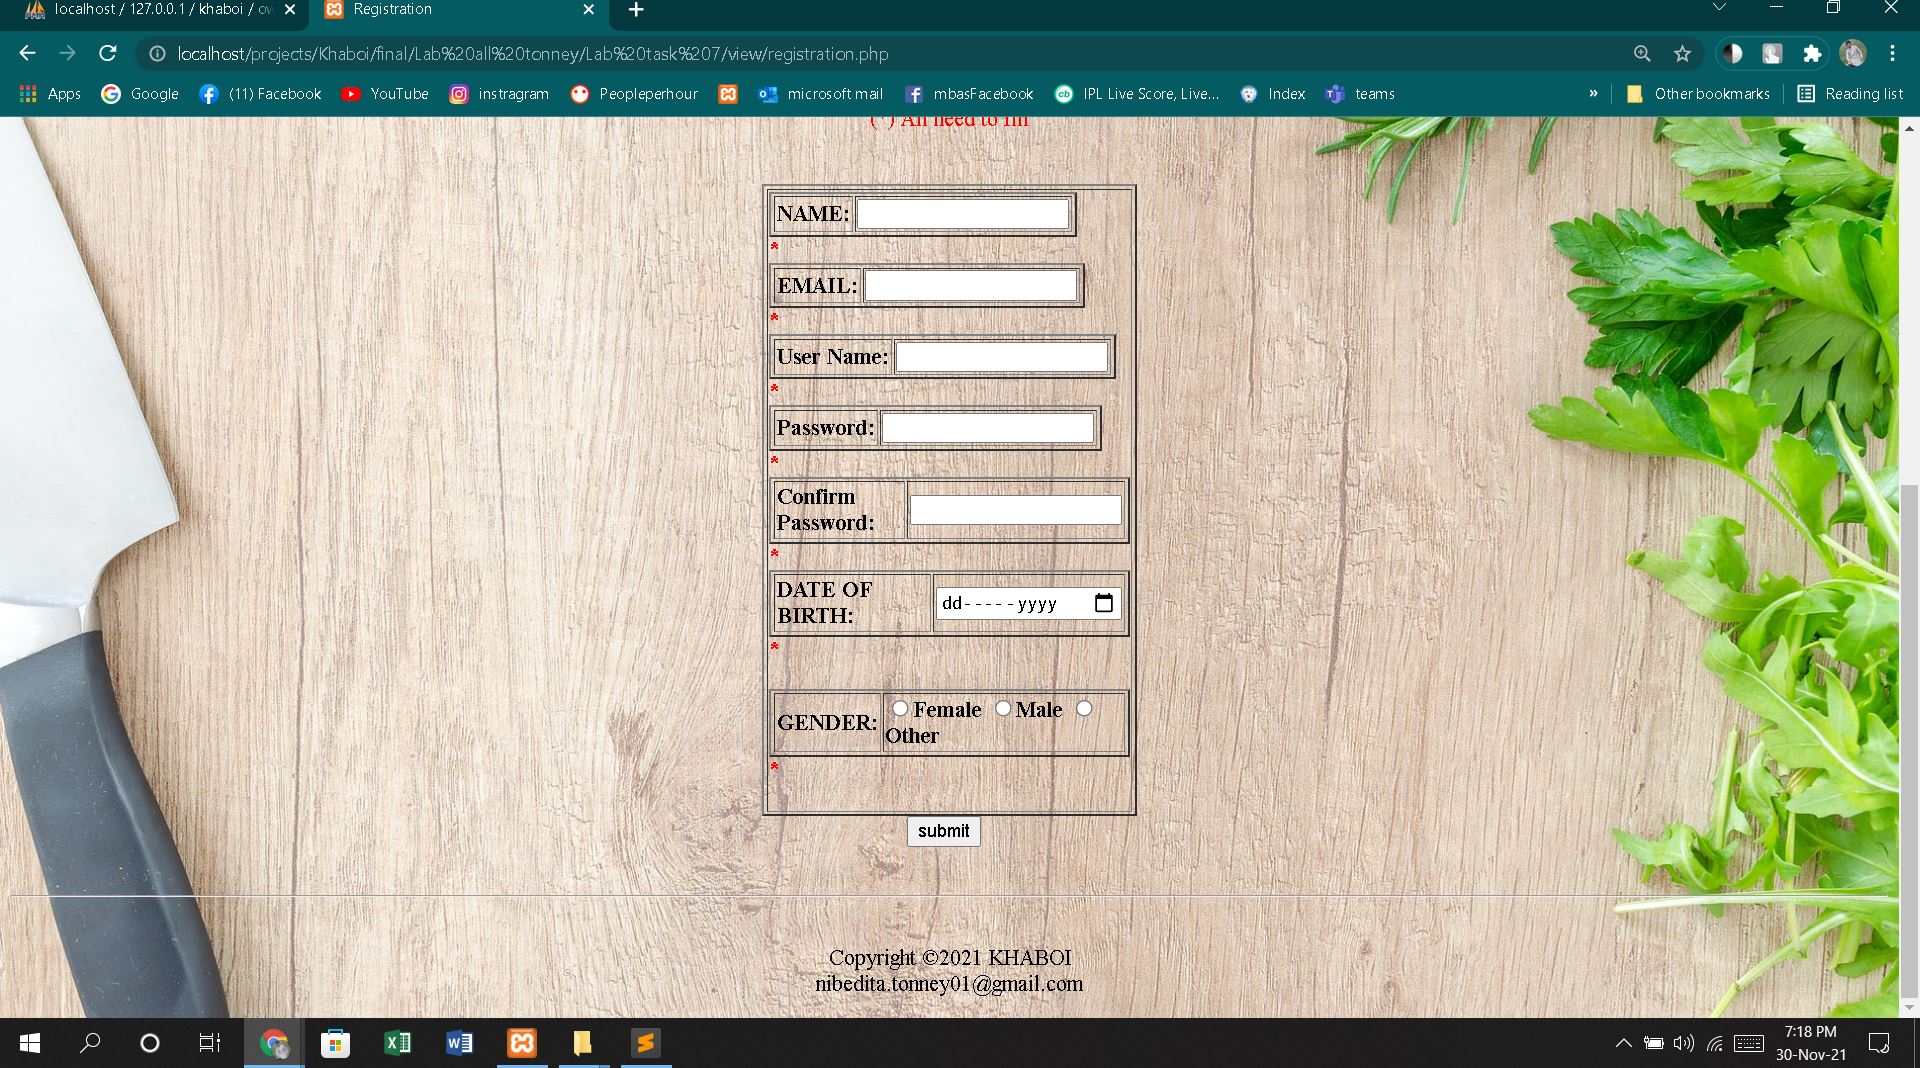 localhost / 127.0.0.1 / khaboi / ow
Registration
localhost/projects/Khaboi/final/Lab%20all%20tonney/Lab%20task%207/view/registration.php
Apps
Google
(11) Facebook
YouTube
instragram
Peopleperhour
microsoft mail
mbasFacebook
IPL Live Score, Live...
Index
teams
»
Other bookmarks
Reading list
(*) All need to fill
NAME:
*
EMAIL:
*
User Name:
*
Password:
*
Confirm
Password:
*
DATE OF
BIRTH:
dd-----yyyy
*
GENDER:
Female Male
Other
*
submit
Copyright ©2021 KHABOI
nibedita.tonney01@gmail.com
7:18 PM
30-Nov-21